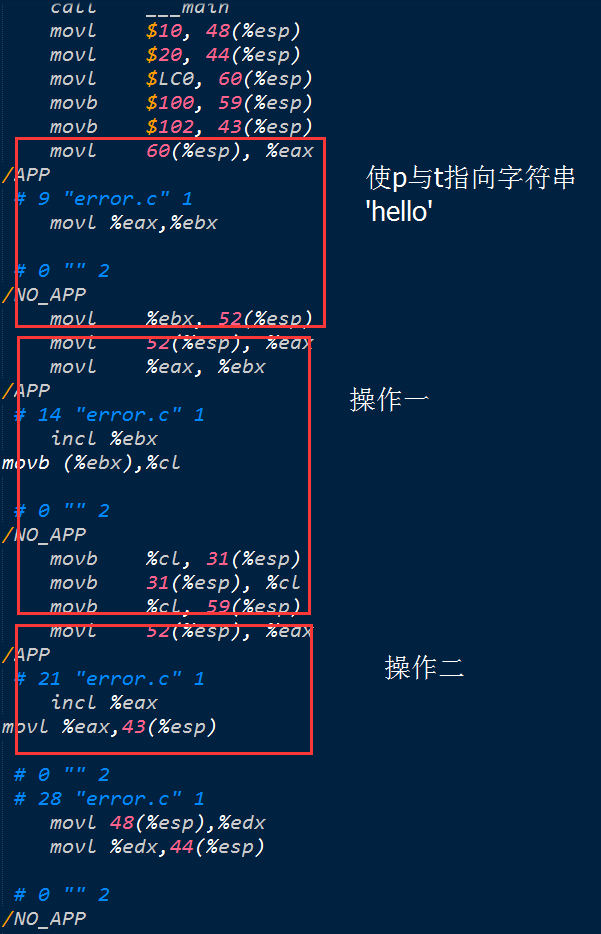 call ___main
movl $10, 48(%esp)
movl $20, 44(%esp)
movl $LC0, 60(%esp)
movb $100, 59(%esp)
movb $102, 43(%esp)
movl 60(%esp), %eax
/APP
# 9 "error.c" 1
movl %eax,%ebx
# 0 "" 2
/NO_APP
movl %ebx, 52(%esp)
使p与t指向字符串
'hello'
movl 52(%esp), %eax
movl %eax, %ebx
/APP
# 14 "error.c" 1
incl %ebx
movb (%ebx),%cl
# 0 "" 2
/NO_APP
movb %cl, 31(%esp)
movb 31(%esp), %cl
movb %cl, 59(%esp)
操作一
movl 52(%esp), %eax
/APP
# 21 "error.c" 1
incl %eax
movl %eax,43(%esp)
操作二
# 0 "" 2
# 28 "error.c" 1
movl 48(%esp),%edx
movl %edx,44(%esp)
# 0 "" 2
/NO_APP